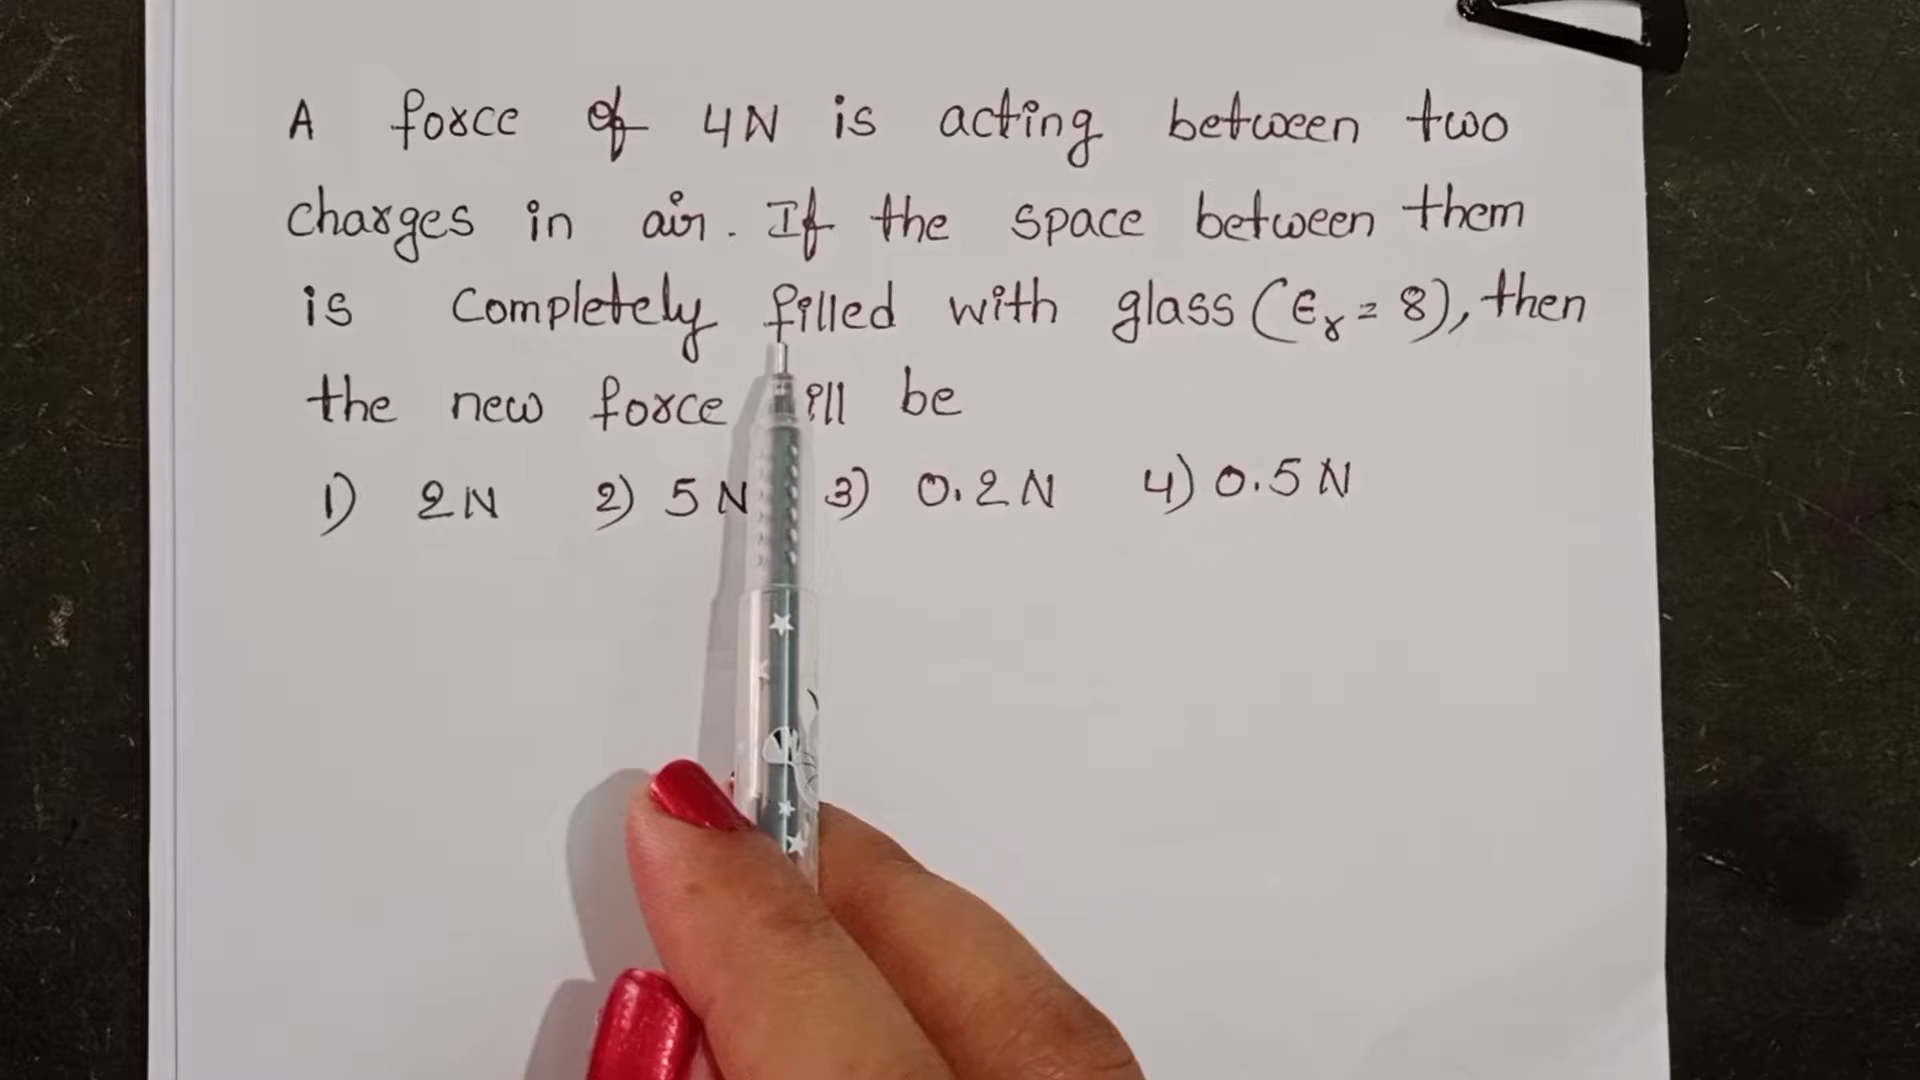 A force of 4N is acting between two
charges in air. If the space between them
is completely filled with glass (ϵr = 8), then
the new force ill be
1) 2N 2) 5N 3) 0.2N 4) 0.5N